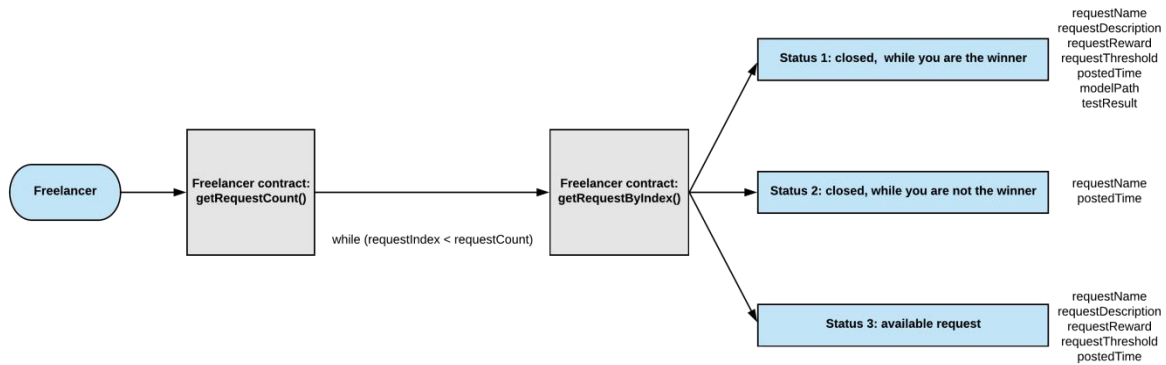 Freelancer
Freelancer contract:
getRequestCount()
while (requestIndex < requestCount)
Freelancer contract:
getRequestByIndex()
Status 1: closed,  while you are the winner
requestName
requestDescription
requestReward
requestThreshold
postedTime
modelPath
testResult
Status 2: closed, while you are not the winner
requestName
postedTime
Status 3: available request
requestName
requestDescription
requestReward
requestThreshold
postedTime